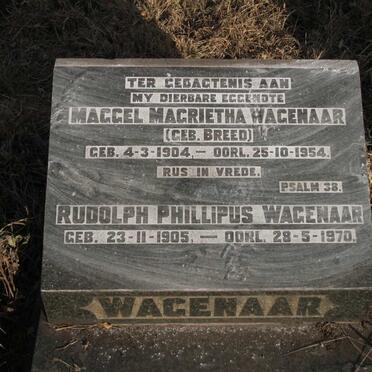 TER GEDAGTENIS AAN
MY DIERBARE EGGENOTE
MAGGEL MAGRIETHA WAGENAAR
(GEB. BREED)
GEB. 4-3-1904, — OORL. 25-10-1954.
RUS IN VREDE.
PSALM 38.
RUDOLPH PHILLIPUS WAGENAAR
GEB. 23-11-1905, — OORL. 28-5-1970.
WAGENAAR